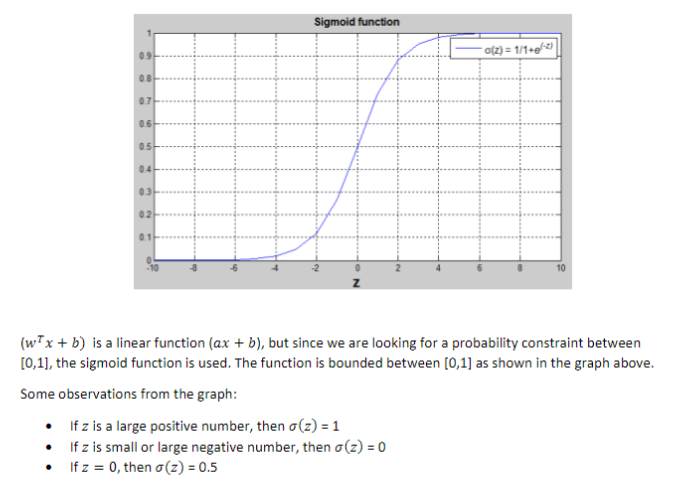 Sigmoid function
σ(z) = 1/1+e^(-z)
1
0.9
0.8
0.7
0.6
0.5
0.4
0.3
0.2
0.1
0
-10 -8 -6 -4 -2 0 2 4 6 8 10
Z
(wᵀx + b) is a linear function (ax + b), but since we are looking for a probability constraint between
[0,1], the sigmoid function is used. The function is bounded between [0,1] as shown in the graph above.
Some observations from the graph:
• If z is a large positive number, then σ(z) = 1
• If z is small or large negative number, then σ(z) = 0
• If z = 0, then σ(z) = 0.5